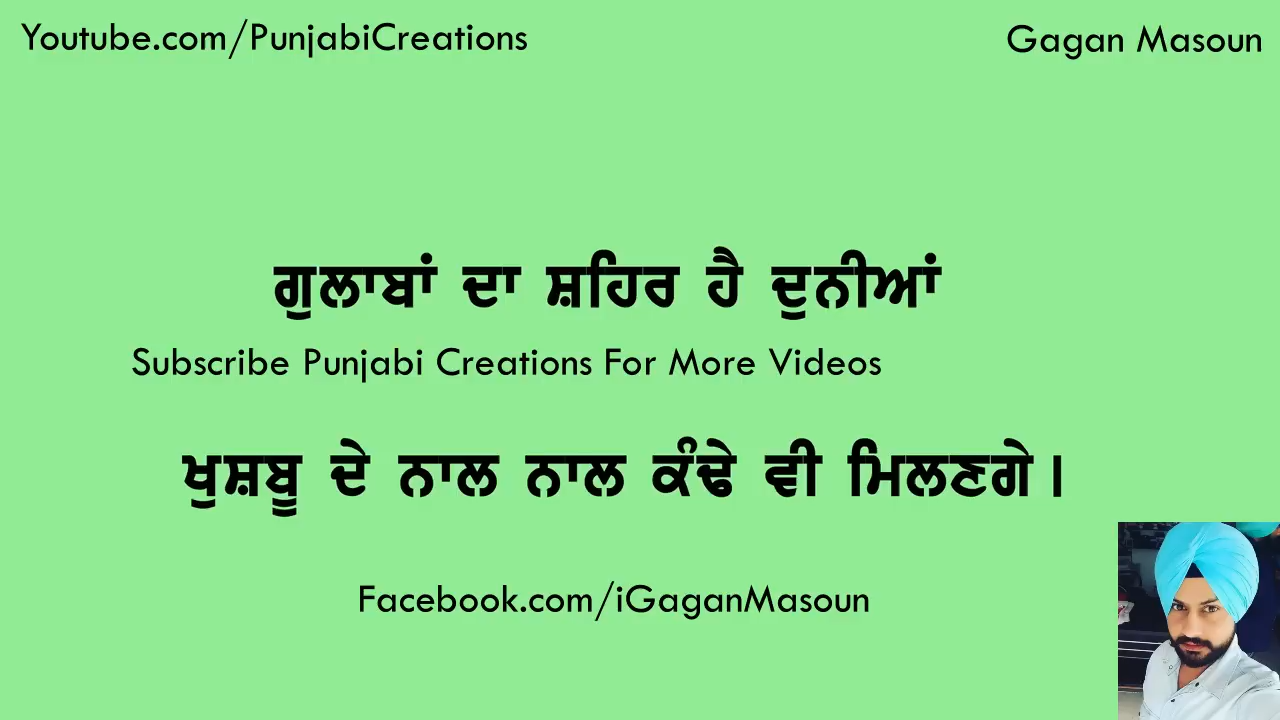 Youtube.com/PunjabiCreations
Gagan Masoun
ਗੁਲਾਬਾਂ ਦਾ ਸ਼ਹਿਰ ਹੈ ਦੁਨੀਆਂ
Subscribe Punjabi Creations For More Videos
ਖੁਸ਼ਬੂ ਦੇ ਨਾਲ ਨਾਲ ਕੰਢੇ ਵੀ ਮਿਲਣਗੇ।
Facebook.com/iGaganMasoun